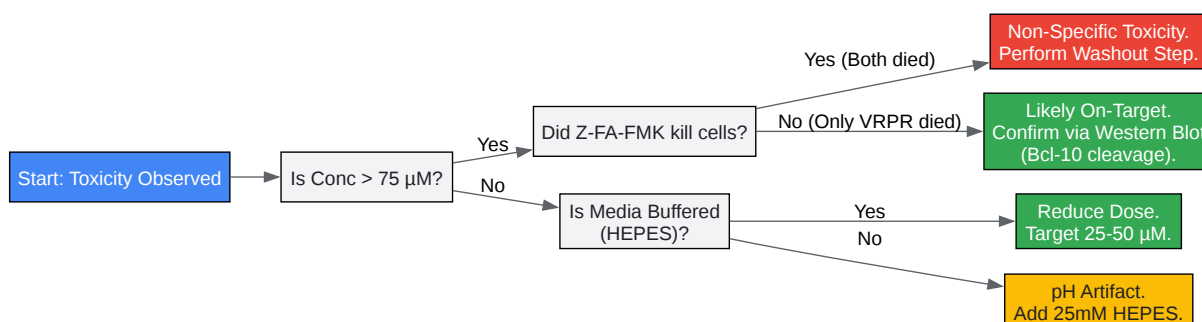 Start: Toxicity Observed
Is Conc > 75 µM?
Yes
No
Did Z-FA-FMK kill cells?
Yes (Both died)
No (Only VRPR died)
Non-Specific Toxicity.
Perform Washout Step.
Likely On-Target.
Confirm via Western Blot
(Bcl-10 cleavage).
Is Media Buffered
(HEPES)?
Yes
No
Reduce Dose.
Target 25-50 µM.
pH Artifact.
Add 25mM HEPES.